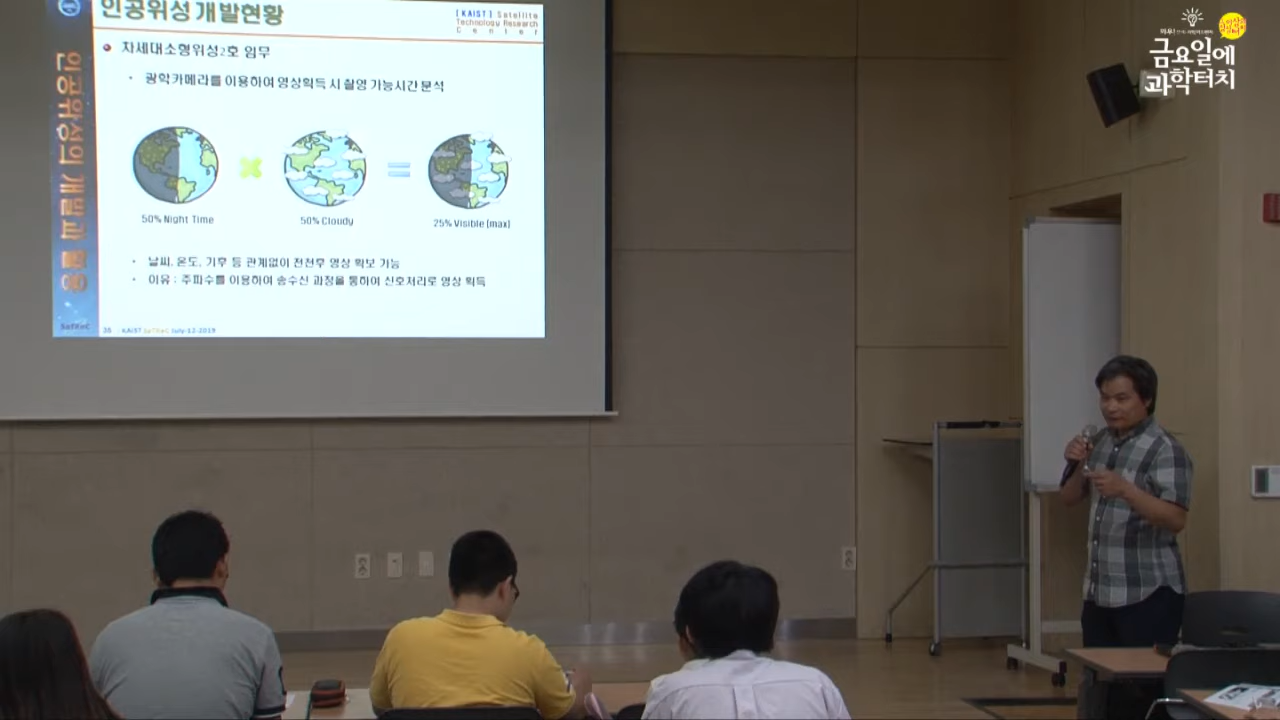 인공위성 개발현황
[KAIST] Satellite
Technology Research
Center
인공위성의 개발과 활용
차세대소형위성2호 임무
· 광학카메라를 이용하여 영상획득 시 촬영 가능시간 분석
50% Night Time
50% Cloudy
25% Visible (max)
· 날씨, 온도, 기후 등 관계없이 전천후 영상 확보 가능
· 이유 : 주파수를 이용하여 송수신 과정을 통하여 신호처리로 영상 획득
SaTReC
KAIST SaTReC July-12-2019
금요일에
과학터치